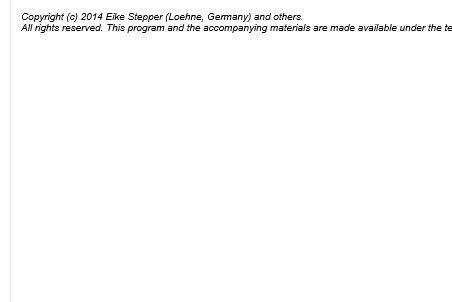 Copyright (c) 2014 Eike Stepper (Loehne, Germany) and others.
All rights reserved. This program and the accompanying materials are made available under the te